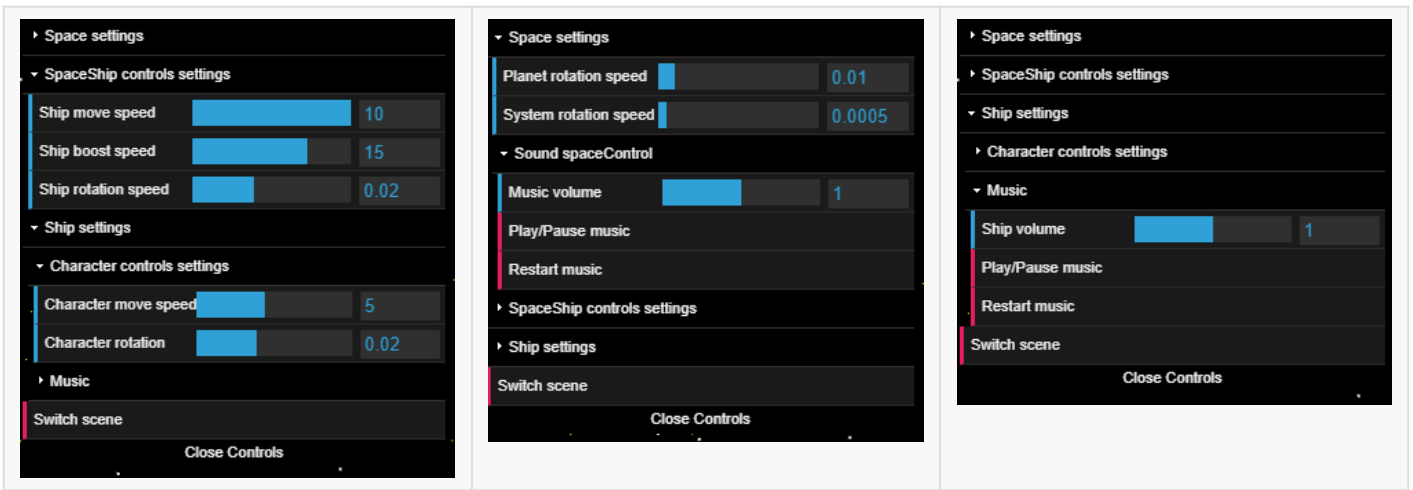 Space settings
SpaceShip controls settings
Ship move speed 10
Ship boost speed 15
Ship rotation speed 0.02
Ship settings
Character controls settings
Character move speed 5
Character rotation 0.02
Music
Switch scene
Close Controls
Space settings
Planet rotation speed 0.01
System rotation speed 0.0005
Sound spaceControl
Music volume 1
Play/Pause music
Restart music
SpaceShip controls settings
Ship settings
Switch scene
Close Controls
Space settings
SpaceShip controls settings
Ship settings
Character controls settings
Music
Ship volume 1
Play/Pause music
Restart music
Switch scene
Close Controls